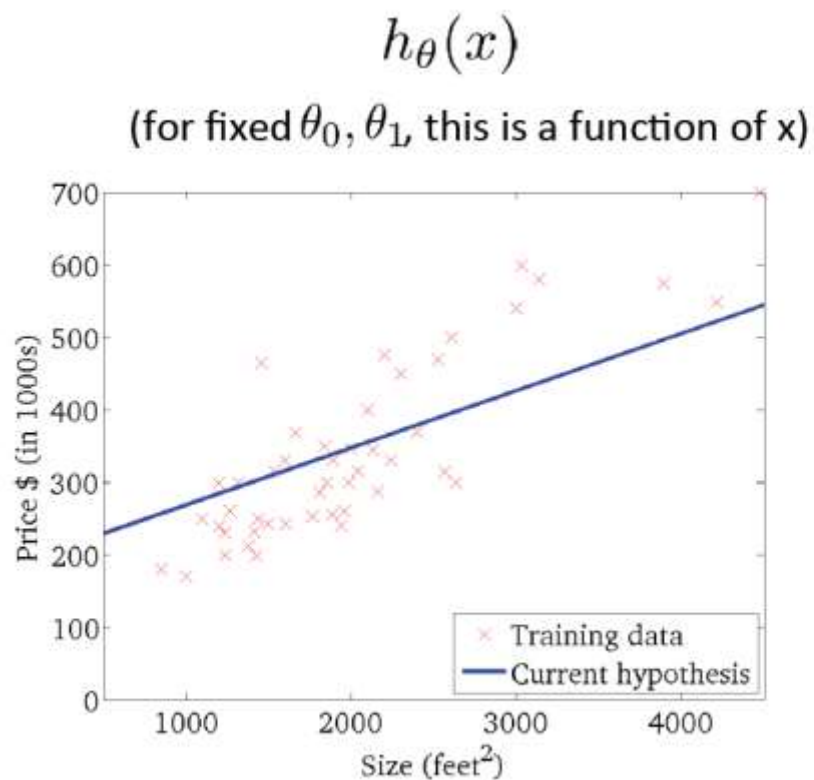 hθ(x)
(for fixed θ0, θ1, this is a function of x)
700
600
500
400
300
200
100
0
Price $ (in 1000s)
Training data
Current hypothesis
1000 2000 3000 4000
Size (feet²)